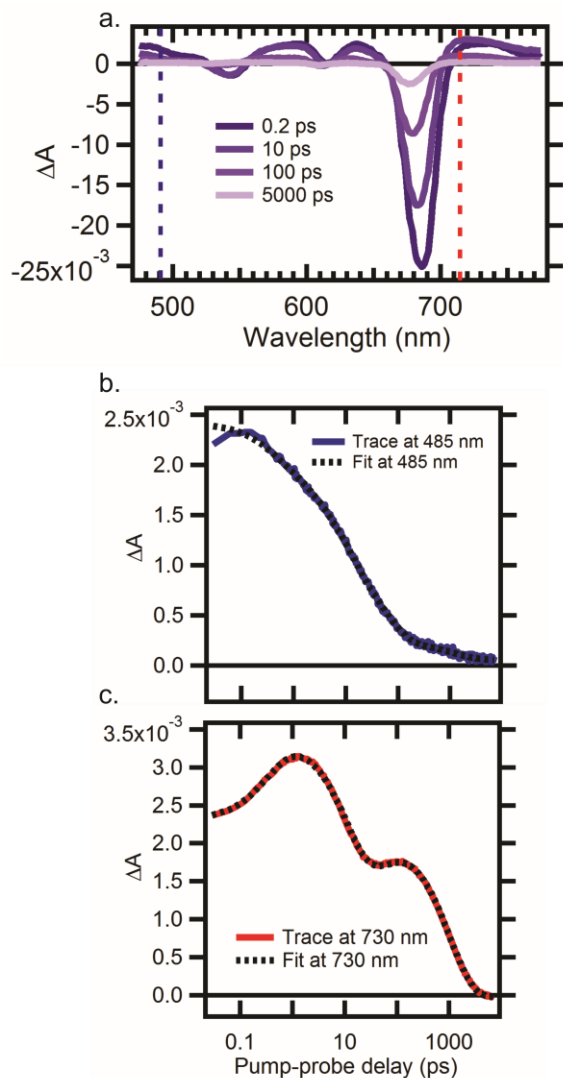 a.
0
-5
-10
-15
-20
-25x10⁻³
ΔA
0.2 ps
10 ps
100 ps
5000 ps
500
600
700
Wavelength (nm)
b.
2.5x10⁻³
2.0
1.5
1.0
0.5
0.0
ΔA
Trace at 485 nm
Fit at 485 nm
c.
3.5x10⁻³
3.0
2.5
2.0
1.5
1.0
0.5
0.0
ΔA
Trace at 730 nm
Fit at 730 nm
0.1
10
1000
Pump-probe delay (ps)